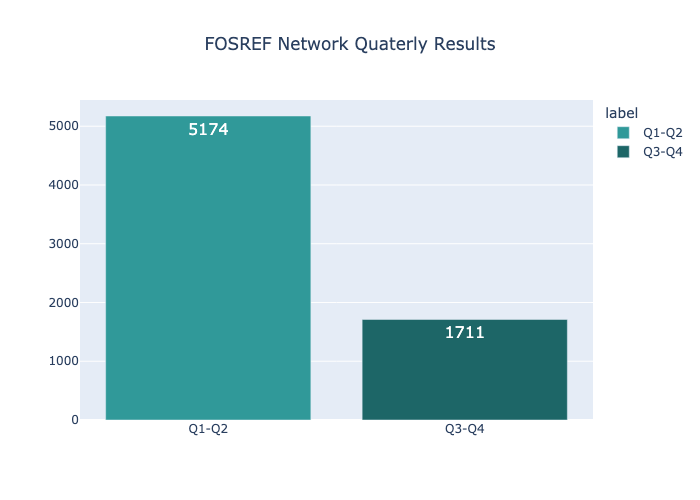 FOSREF Network Quaterly Results
label
Q1-Q2
Q3-Q4
5000
4000
3000
2000
1000
0
5174
1711
Q1-Q2
Q3-Q4